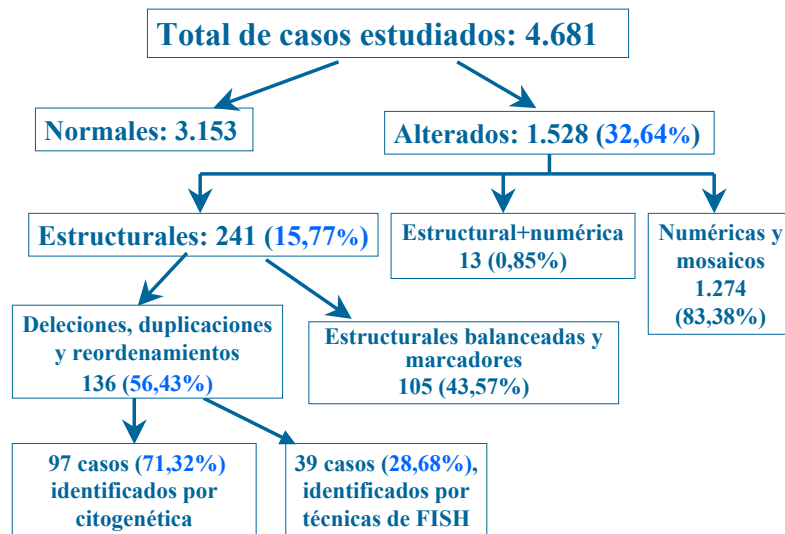 Total de casos estudiados: 4.681
Normales: 3.153
Alterados: 1.528 (32,64%)
Estructurales: 241 (15,77%)
Estructural+numérica
13 (0,85%)
Numéricas y
mosaicos
1.274
(83,38%)
Deleciones, duplicaciones
y reordenamientos
136 (56,43%)
Estructurales balanceadas y
marcadores
105 (43,57%)
97 casos (71,32%)
identificados por
citogenética
39 casos (28,68%),
identificados por
técnicas de FISH